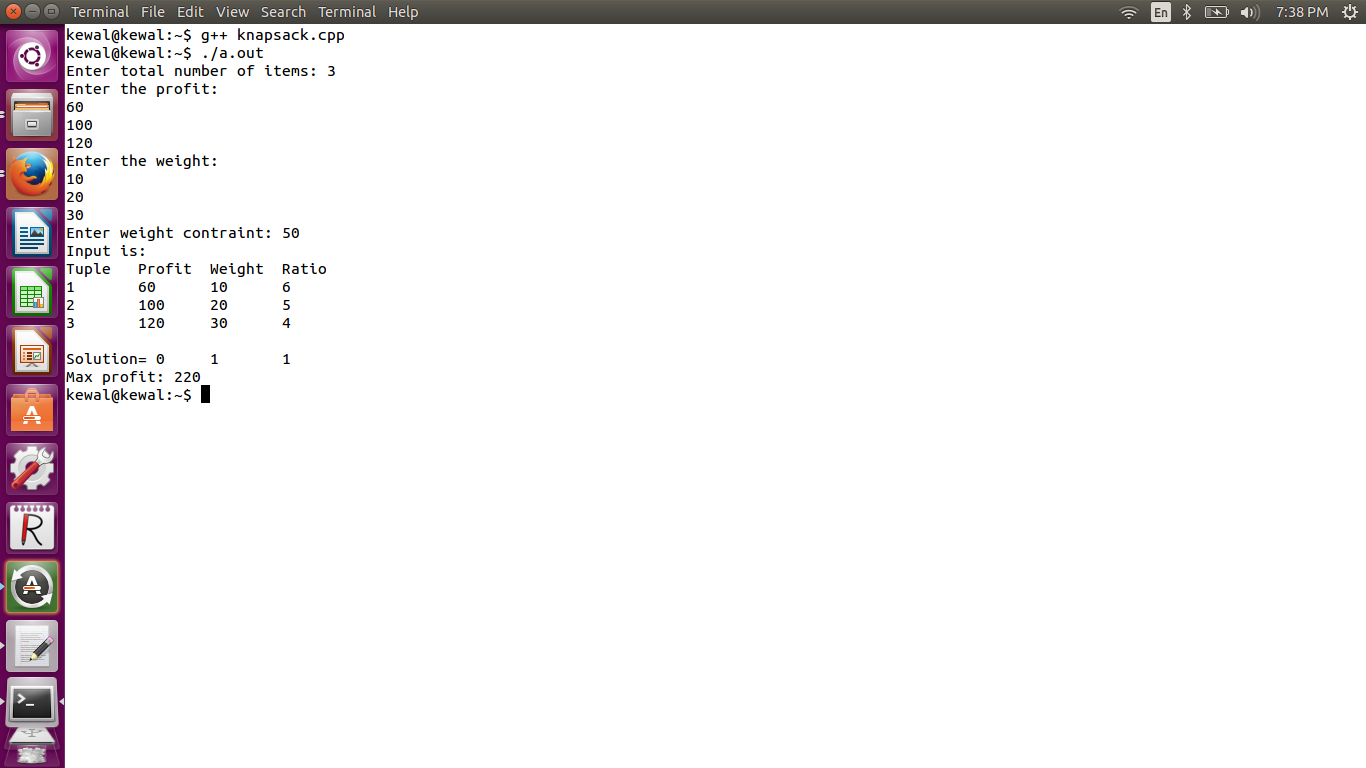 Terminal File Edit View Search Terminal Help En 7:38 PM
kewal@kewal:~$ g++ knapsack.cpp
kewal@kewal:~$ ./a.out
Enter total number of items: 3
Enter the profit:
60
100
120
Enter the weight:
10
20
30
Enter weight contraint: 50
Input is:
Tuple Profit Weight Ratio
1 60 10 6
2 100 20 5
3 120 30 4
Solution= 0 1 1
Max profit: 220
kewal@kewal:~$